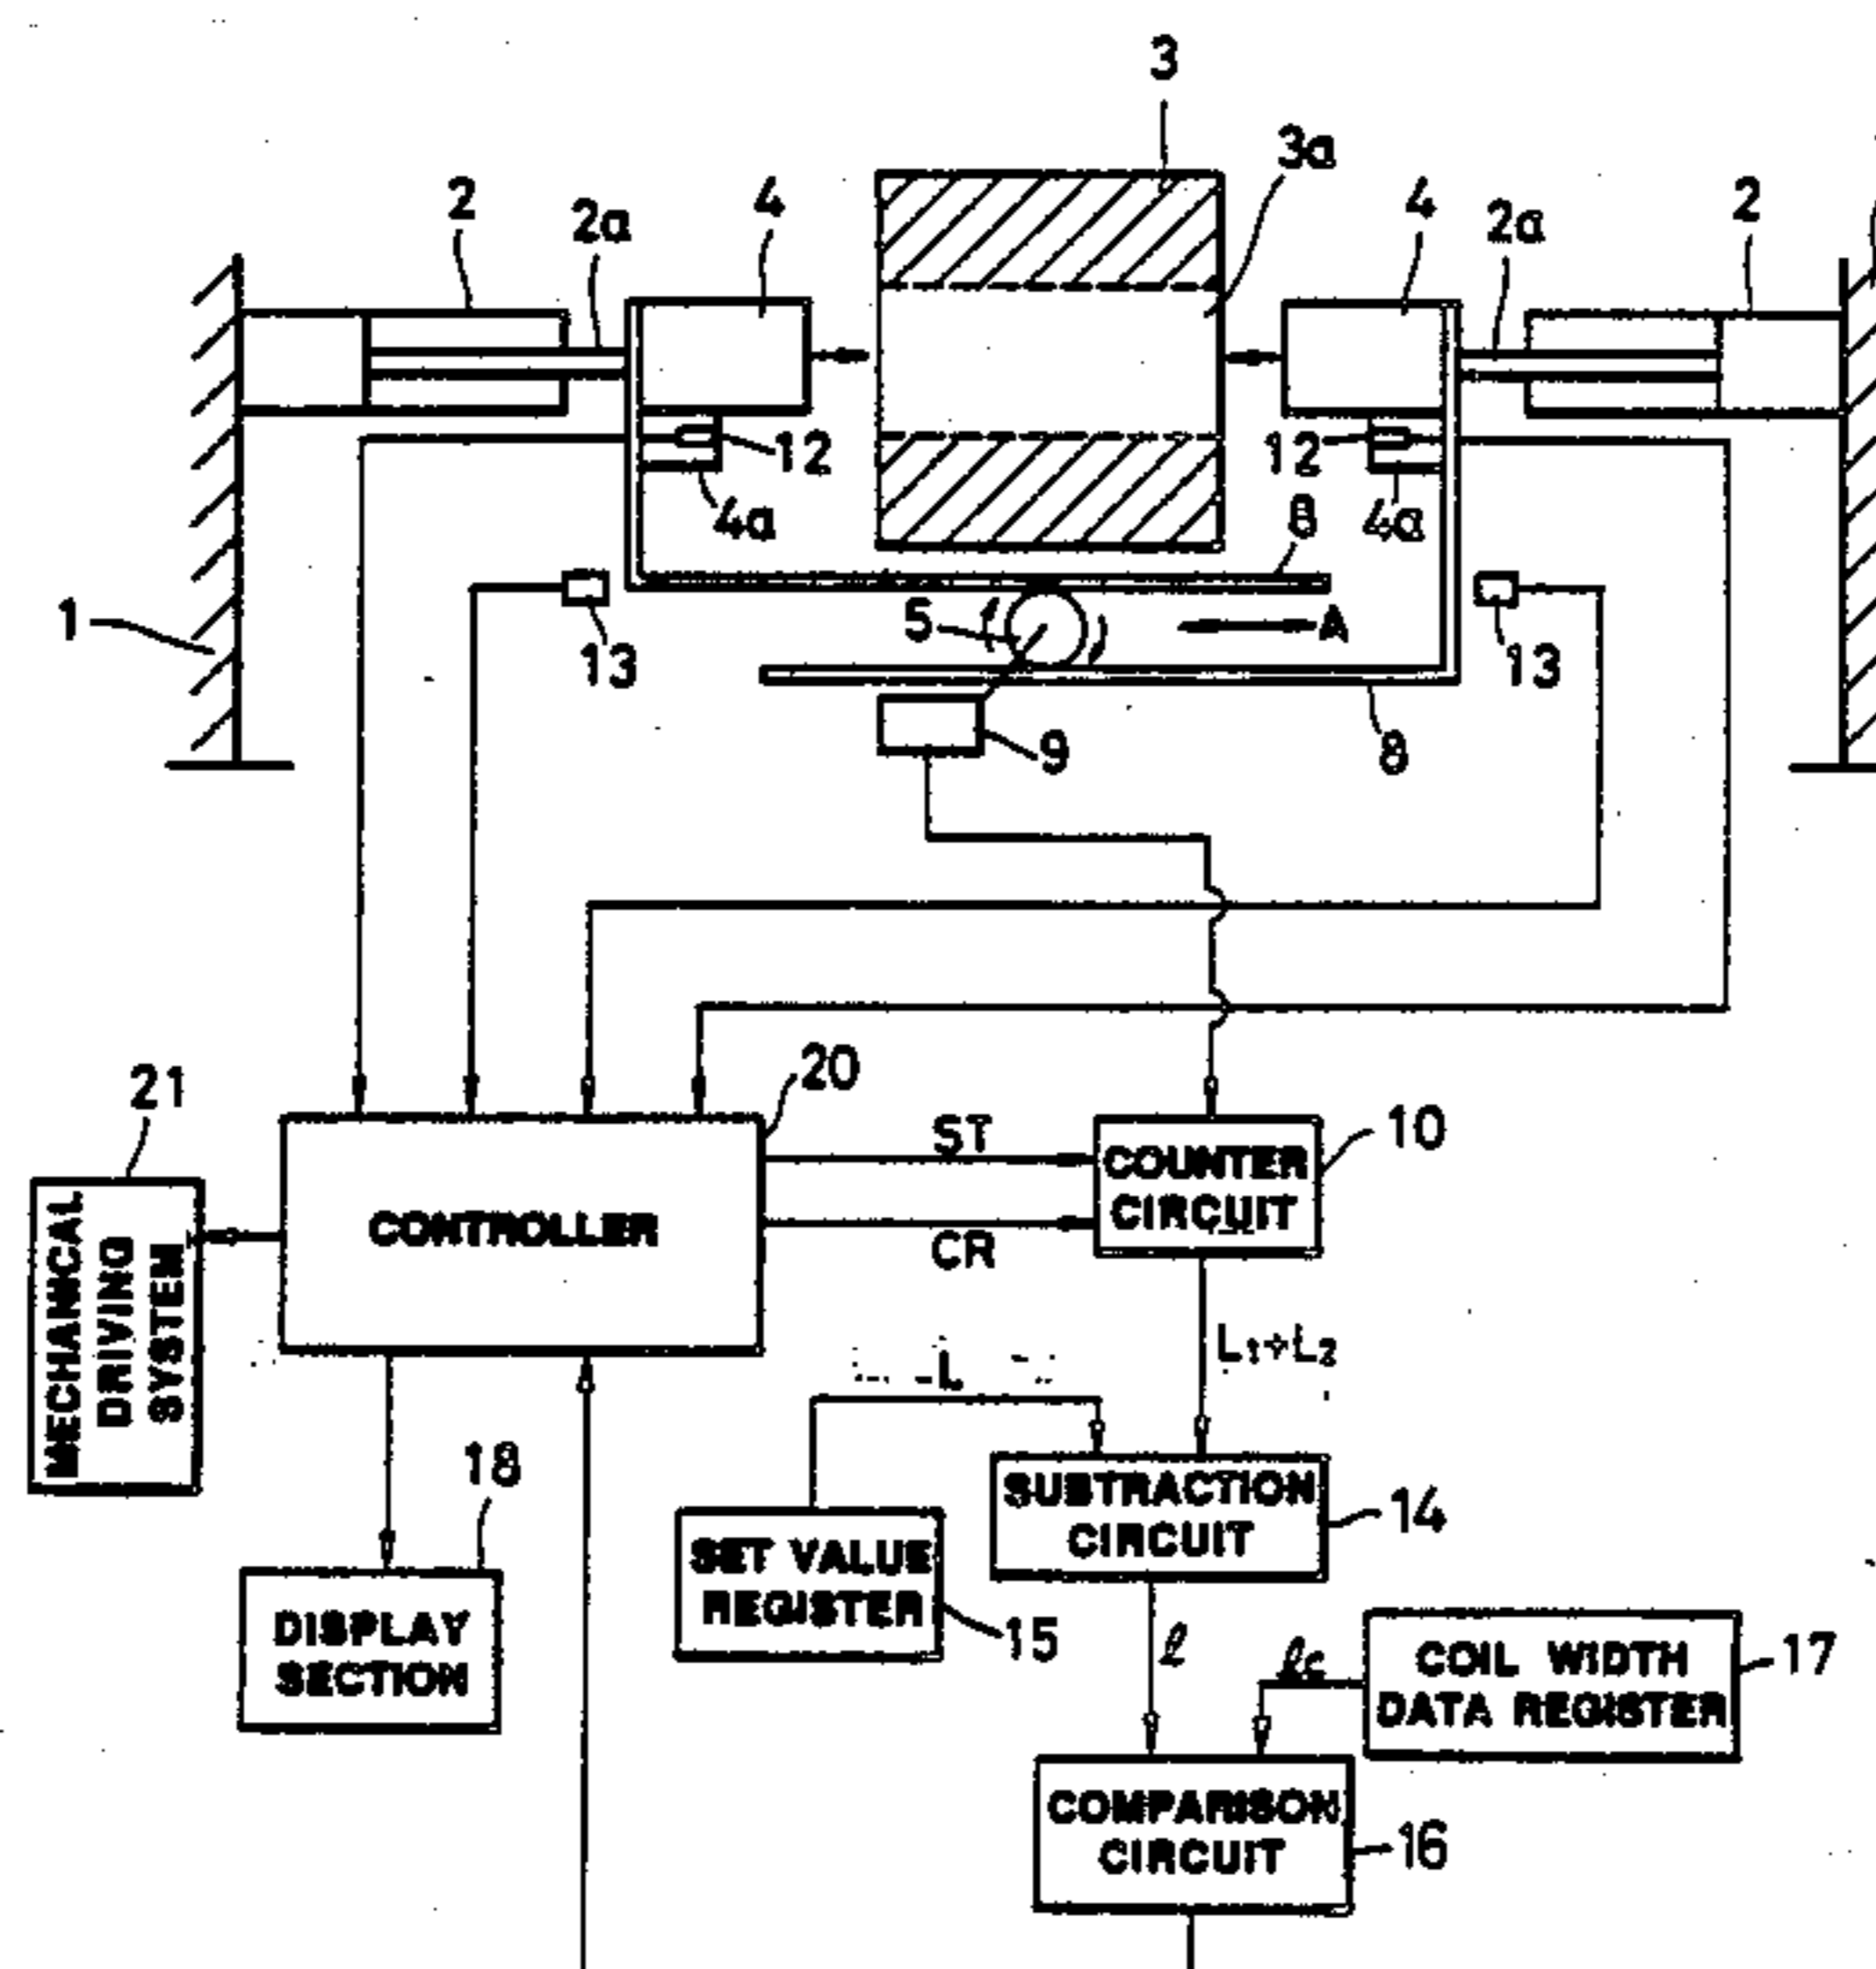 3
3a
2
2a
4
4
2a
2
12
12
4a
4a
8
1
13
5
A
13
9
8
21
20
10
ST
COUNTER
CIRCUIT
CONTROLLER
CR
MECHANICAL
DRIVING
SYSTEM
L₁+L₂
L
18
SUBTRACTION
CIRCUIT
14
SET VALUE
REGISTER
15
DISPLAY
SECTION
ℓ
ℓc
COIL WIDTH
DATA REGISTER
17
COMPARISON
CIRCUIT
16